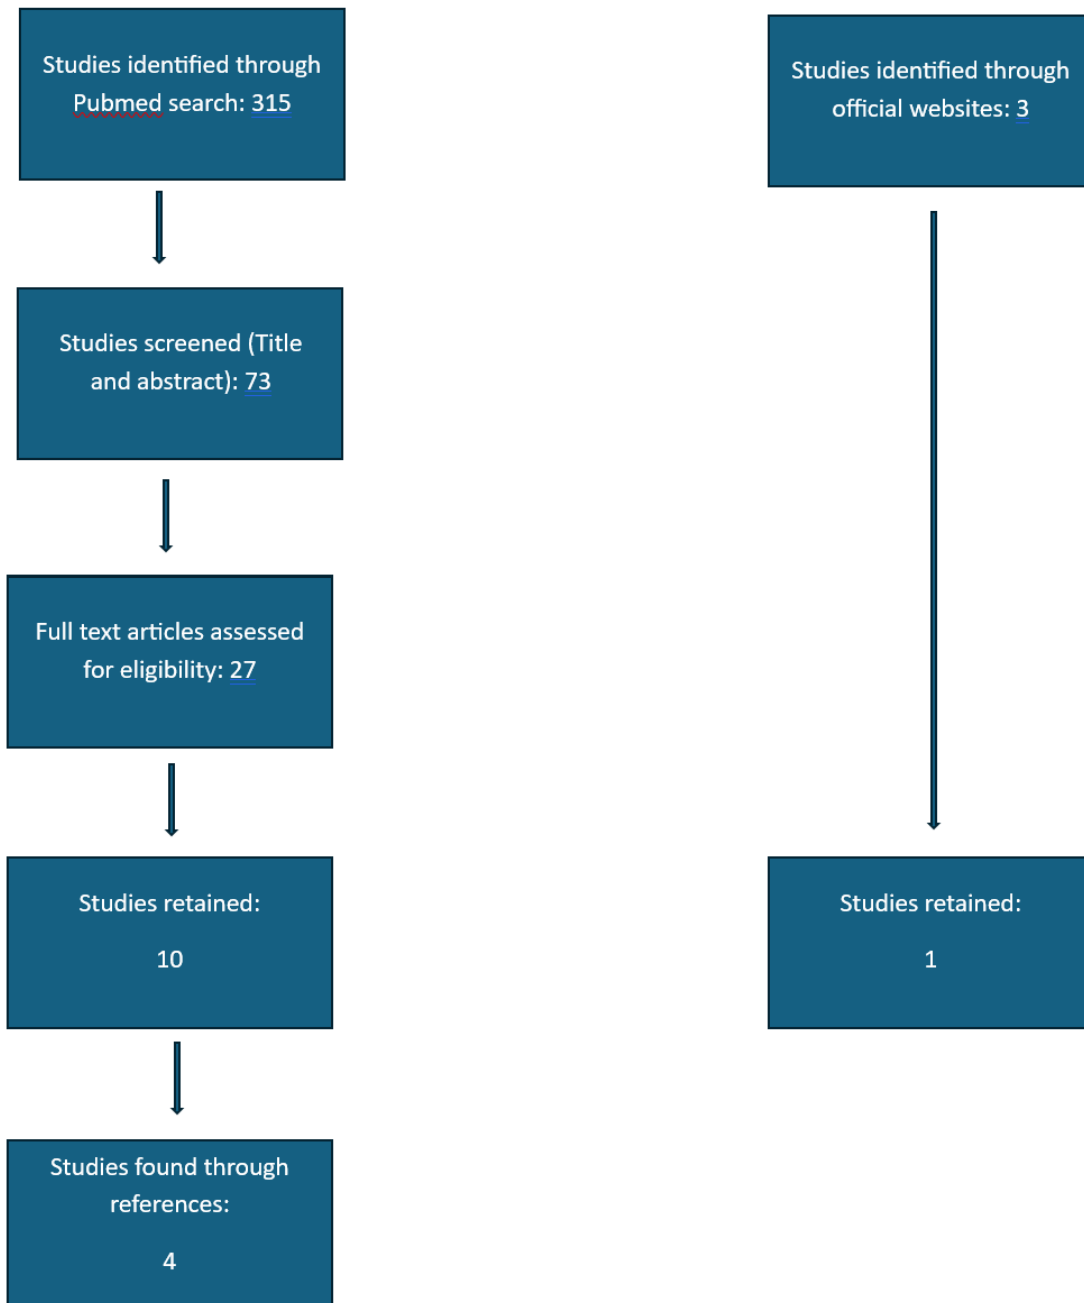 Studies identified through
Pubmed search: 315
Studies screened (Title
and abstract): 73
Full text articles assessed
for eligibility: 27
Studies retained:
10
Studies found through
references:
4
Studies identified through
official websites: 3
Studies retained:
1